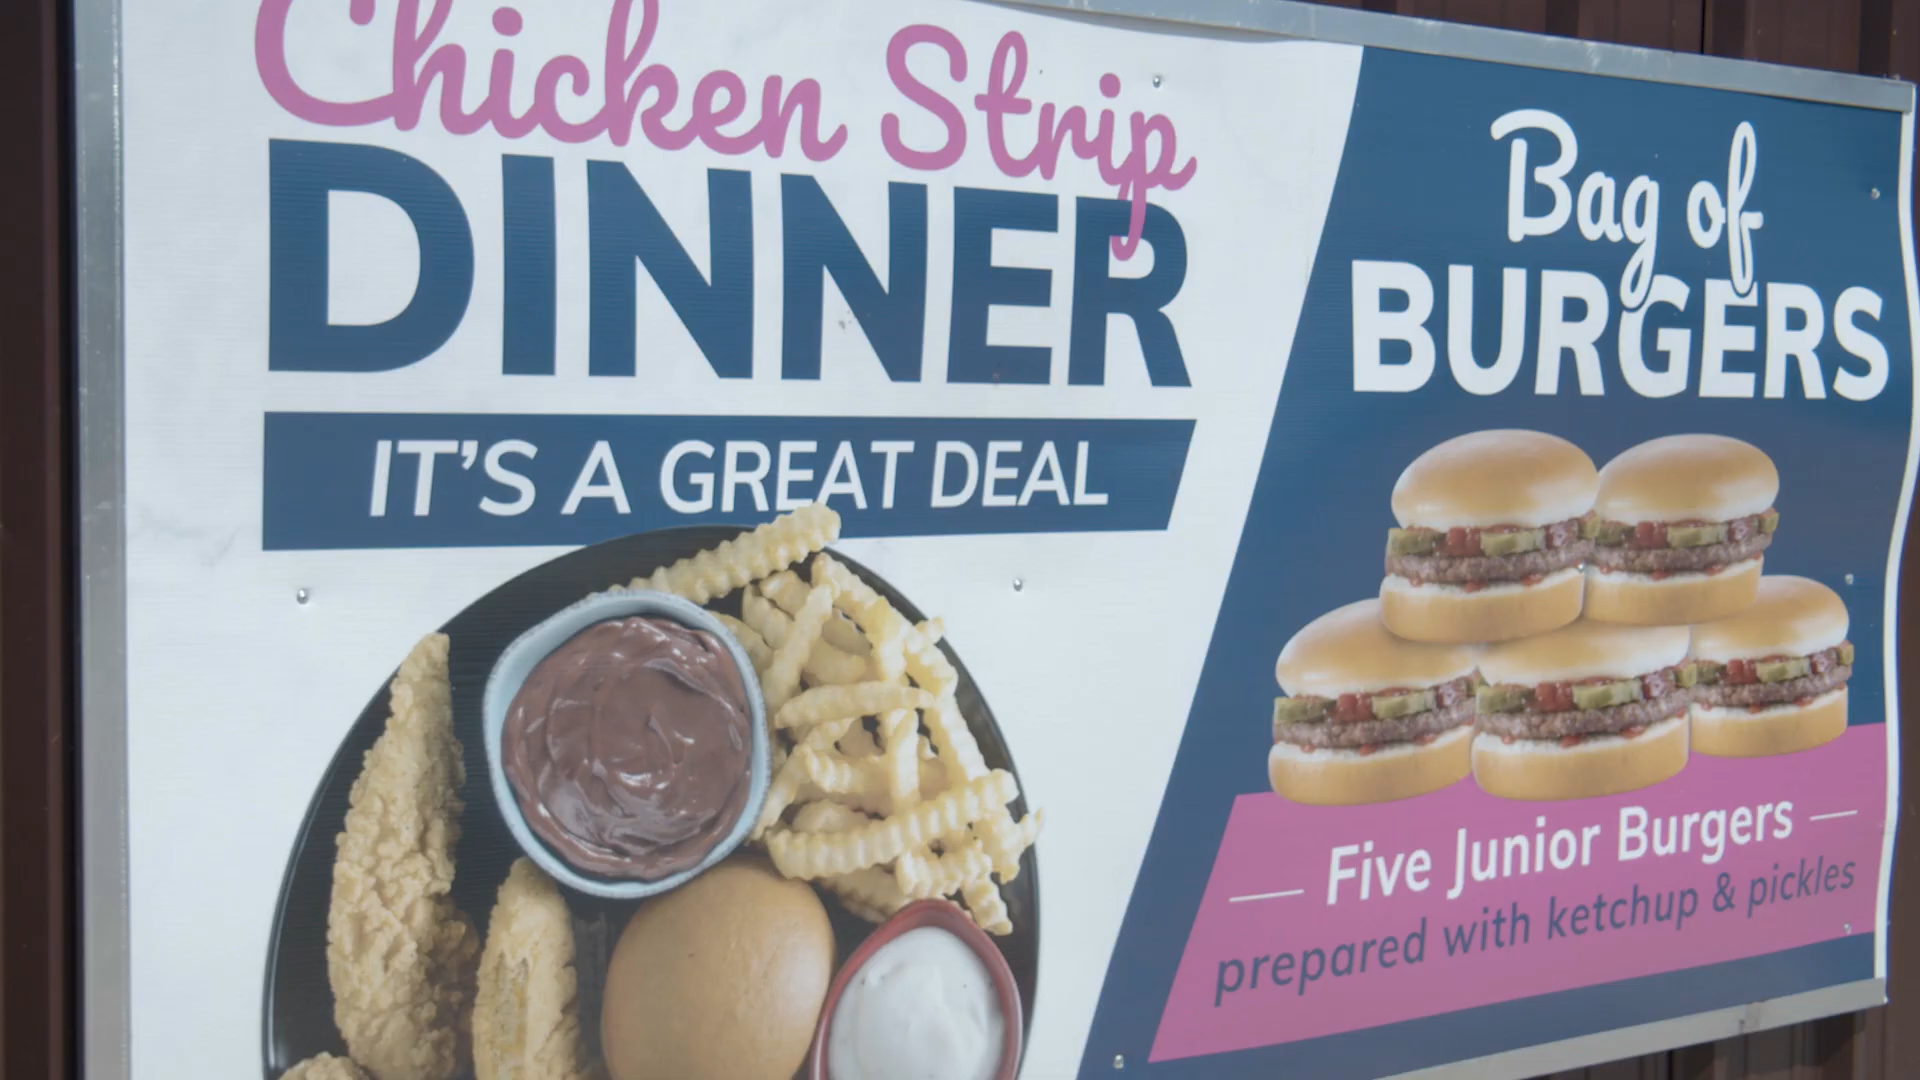 Chicken Strip
DINNER
IT'S A GREAT DEAL
Bag of
BURGERS
Five Junior Burgers
prepared with ketchup & pickles